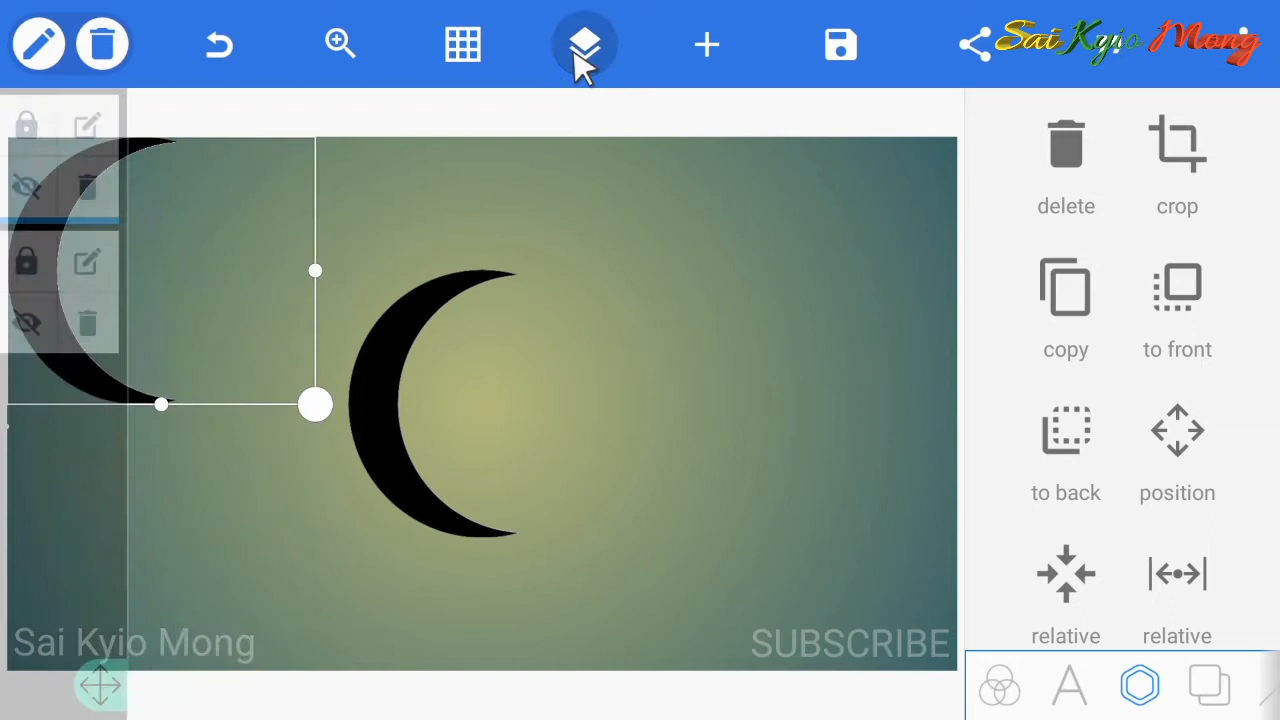 Sai Kyio Mong
delete
crop
copy
to front
to back
position
relative
relative
Sai Kyio Mong
SUBSCRIBE
A